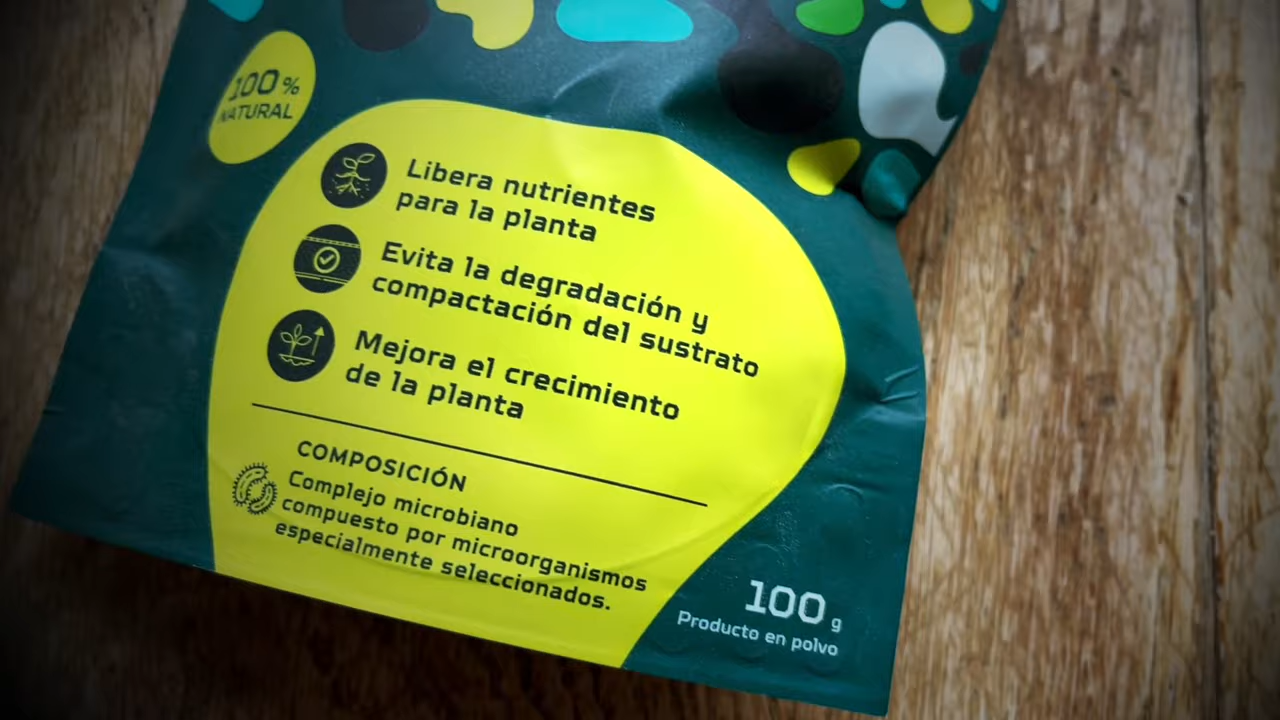 100 %
NATURAL
Libera nutrientes
para la planta
Evita la degradación y
compactación del sustrato
Mejora el crecimiento
de la planta
COMPOSICIÓN
Complejo microbiano
compuesto por microorganismos
especialmente seleccionados.
100 g
Producto en polvo